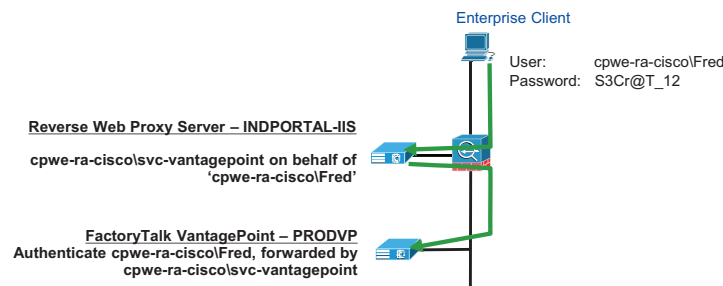 Enterprise Client
User: cpwe-ra-cisco\Fred
Password: S3Cr@T_12
Reverse Web Proxy Server – INDPORTAL-IIS
cpwe-ra-cisco\svc-vantagepoint on behalf of
‘cpwe-ra-cisco\Fred’
FactoryTalk VantagePoint – PRODVP
Authenticate cpwe-ra-cisco\Fred, forwarded by
cpwe-ra-cisco\svc-vantagepoint